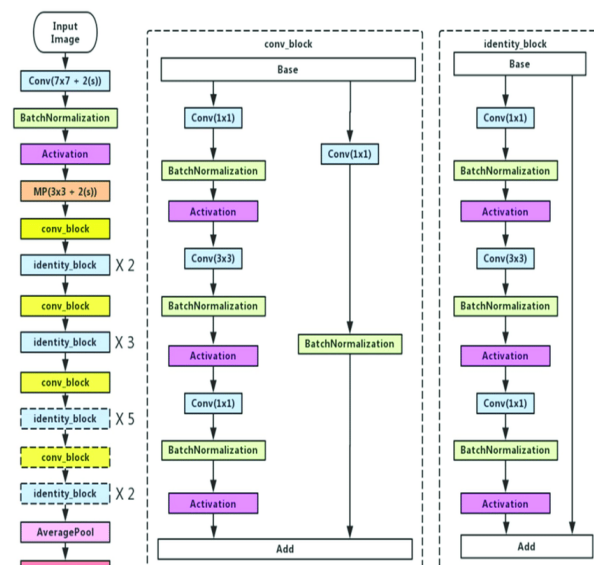 Input
Image
Conv(7x7 + 2(s))
BatchNormalization
Activation
MP(3x3 + 2(s))
conv_block
identity_block X 2
conv_block
identity_block X 3
conv_block
identity_block X 5
conv_block
identity_block X 2
AveragePool
conv_block
Base
Conv(1x1)
BatchNormalization
Activation
Conv(3x3)
BatchNormalization
Activation
Conv(1x1)
BatchNormalization
Activation
Conv(1x1)
BatchNormalization
Add
identity_block
Base
Conv(1x1)
BatchNormalization
Activation
Conv(3x3)
BatchNormalization
Activation
Conv(1x1)
BatchNormalization
Activation
Add